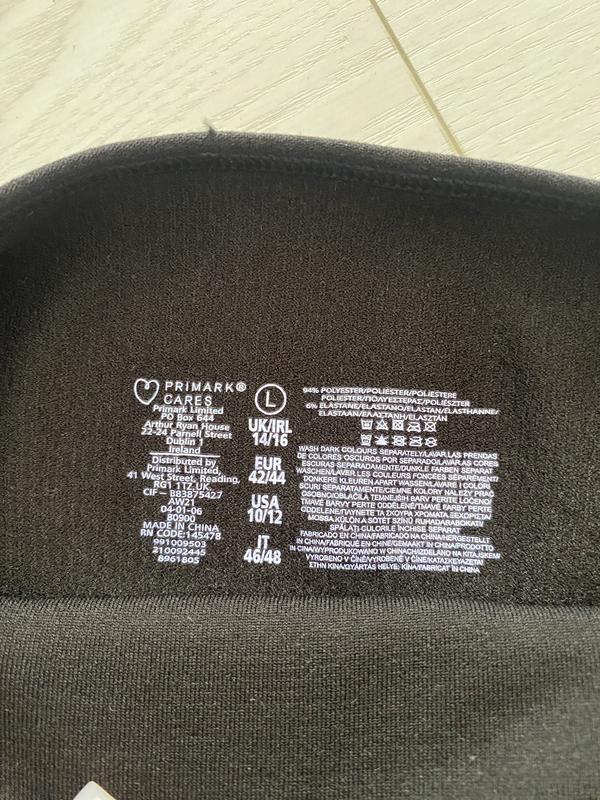 PRIMARK®
CARES
Primark Limited
PO Box 644
Arthur Ryan House
22-24 Parnell Street
Dublin 1
Ireland
Distributed by
Primark Limited,
41 West Street, Reading,
RG1 1TZ UK
CIF - B83875427
AW21
04-01-06
80900
MADE IN CHINA
RN CODE:145478
991009503
210092445
8961805
L
UK/IRL
14/16
EUR
42/44
USA
10/12
IT
46/48
94% POLYESTER/POLIÉSTER/POLIESTERE
POLIESTER/ΠΟΛΥΕΣΤΕΡΑΣ/POLIÉSZTER
6% ELASTANE/ELASTANO/ELASTAN/ÉLASTHANNE/
ELASTAAN/ΕΛΑΣΤΑΝΗ/ELASZTÁN
WASH DARK COLOURS SEPARATELY/LAVAR LAS PRENDAS
DE COLORES OSCUROS POR SEPARADO/LAVAR AS CORES
ESCURAS SEPARATAMENTE/DUNKLE FARBEN SEPARAT
WASCHEN/LAVER LES COULEURS FONCÉES SÉPARÉMENT/
DONKERE KLEUREN APART WASSEN/LAVARE I COLORI
SCURI SEPARATAMENTE/CIEMNE KOLORY NALEŻY PRAĆ
OSOBNO/OBLAČILA TEMNEJŠIH BARV PERITE LOČENO/
TMAVÉ BARVY PERTE ODDĚLENĚ/TMAVÉ FARBY PERTE
ODDELENE/ΠΛΥΝΕΤΕ ΤΑ ΣΚΟΥΡΑ ΧΡΩΜΑΤΑ ΞΕΧΩΡΙΣΤΑ/
MOSSA KÜLÖN A SÖTÉT SZÍNŰ RUHADARABOKAT/
SPĂLAȚI CULORILE ÎNCHISE SEPARAT
FABRICADO EN CHINA/FABRICADO NA CHINA/HERGESTELLT
IN CHINA/FABRIQUÉ EN CHINE/GEMAAKT IN CHINA/PRODOTTO
IN CINA/WYPRODUKOWANO W CHINACH/IZDELANO NA KITAJSKEM/
VYROBENO V ČÍNĚ/VYROBENÉ V ČÍNE/ΚΑΤΑΣΚΕΥΑΖΕΤΑΙ
ΣΤΗΝ ΚΙΝΑ/GYÁRTÁS HELYE: KÍNA/FABRICAT ÎN CHINA